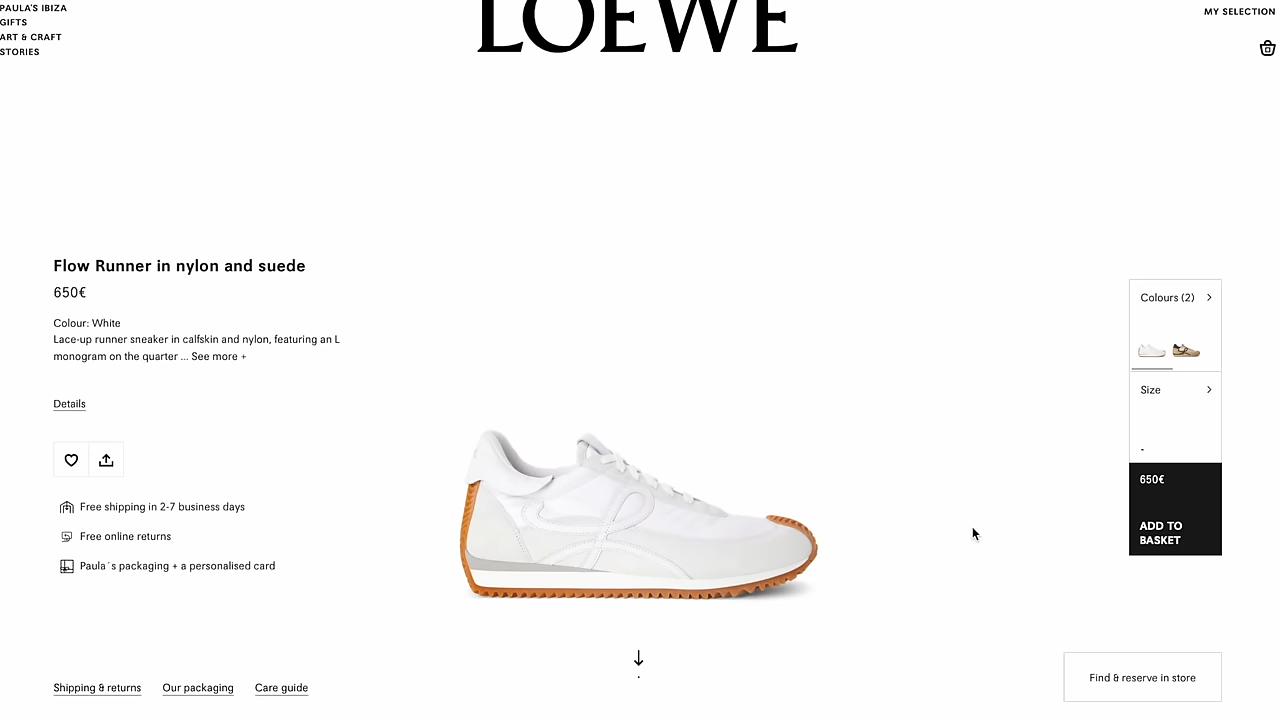 PAULA'S IBIZA
GIFTS
ART & CRAFT
STORIES
LOEWE
MY SELECTION
0
Flow Runner in nylon and suede
650€
Colour: White
Lace-up runner sneaker in calfskin and nylon, featuring an L
monogram on the quarter ... See more +
Details
Free shipping in 2-7 business days
Free online returns
Paula´s packaging + a personalised card
Shipping & returns
Our packaging
Care guide
Colours (2)
Size
-
650€
ADD TO
BASKET
Find & reserve in store